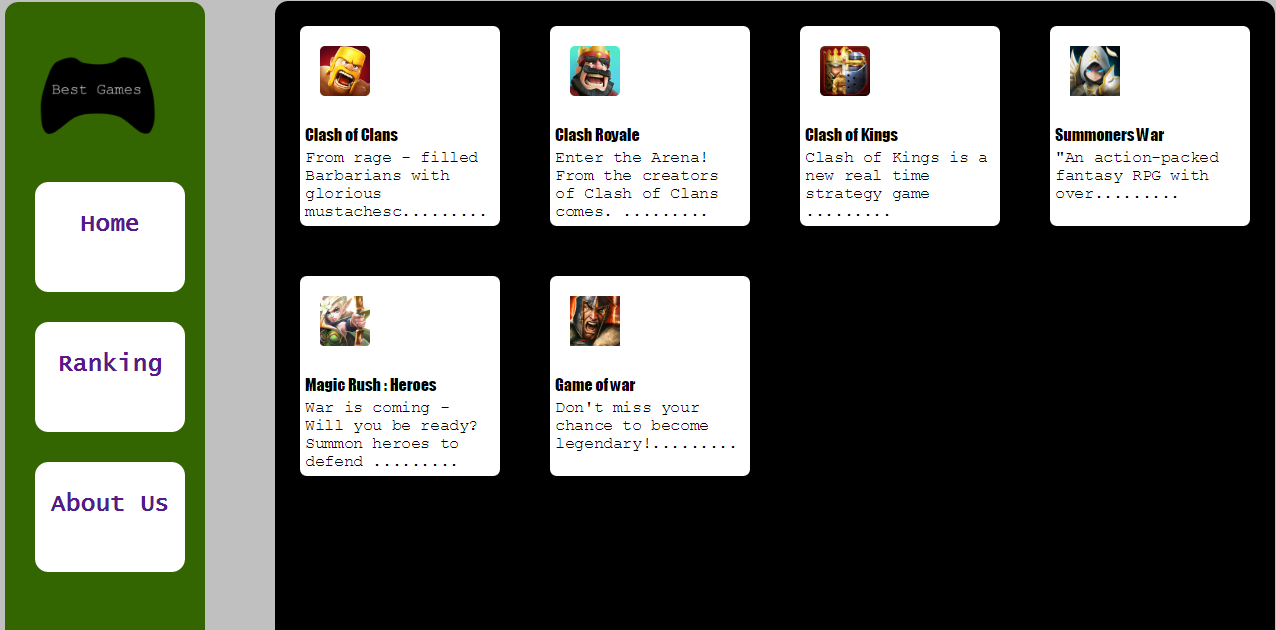 Best Games
Home
Ranking
About Us
Clash of Clans
From rage - filled
Barbarians with
glorious
mustachesc.........
Clash Royale
Enter the Arena!
From the creators
of Clash of Clans
comes. .........
Clash of Kings
Clash of Kings is a
new real time
strategy game
.........
Summoners War
"An action-packed
fantasy RPG with
over.........
Magic Rush : Heroes
War is coming -
Will you be ready?
Summon heroes to
defend .........
Game of war
Don't miss your
chance to become
legendary!.........